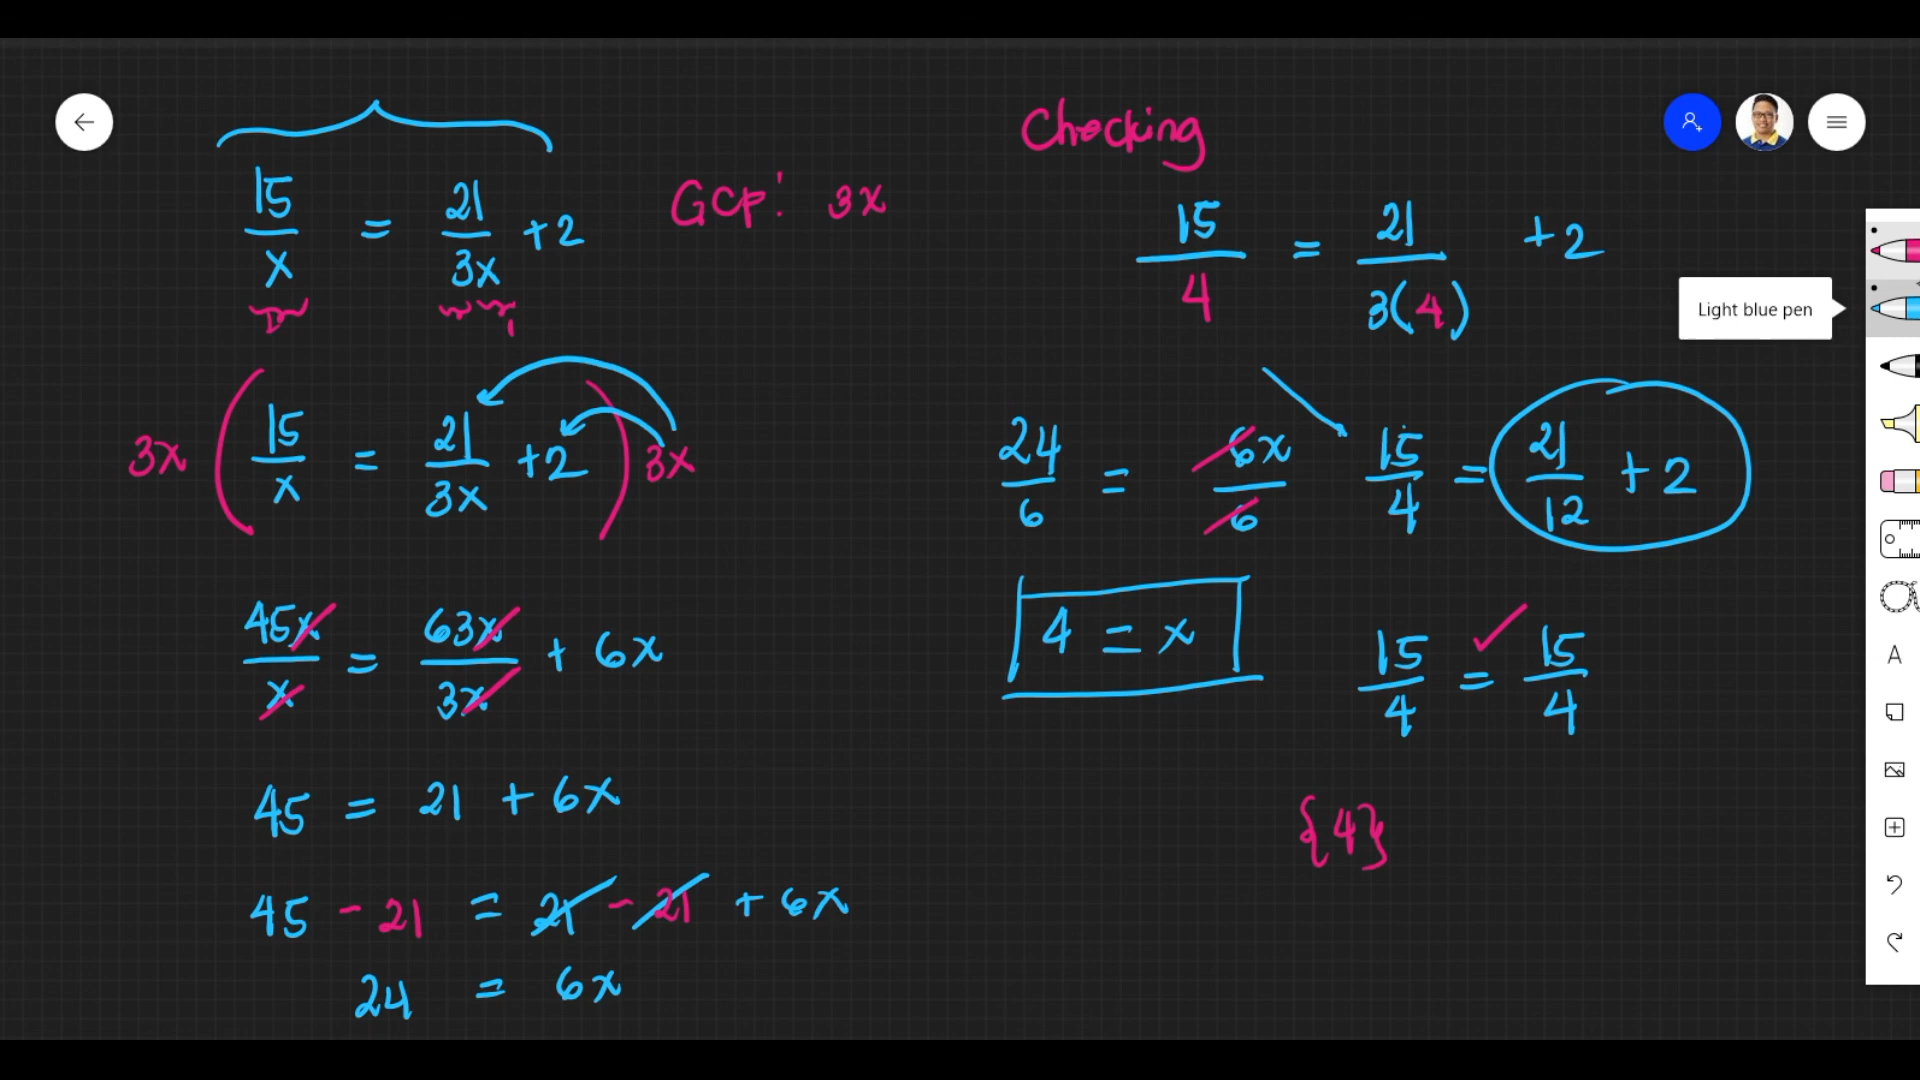 15/x = 21/3x + 2
GCF: 3x
3x ( 15/x = 21/3x + 2 ) 3x
45x/x = 63x/3x + 6x
45 = 21 + 6x
45 - 21 = 21 - 21 + 6x
24 = 6x
24/6 = 6x/6
4 = x
Checking
15/4 = 21/3(4) + 2
15/4 = 21/12 + 2
15/4 = 15/4
{4}
Light blue pen
A